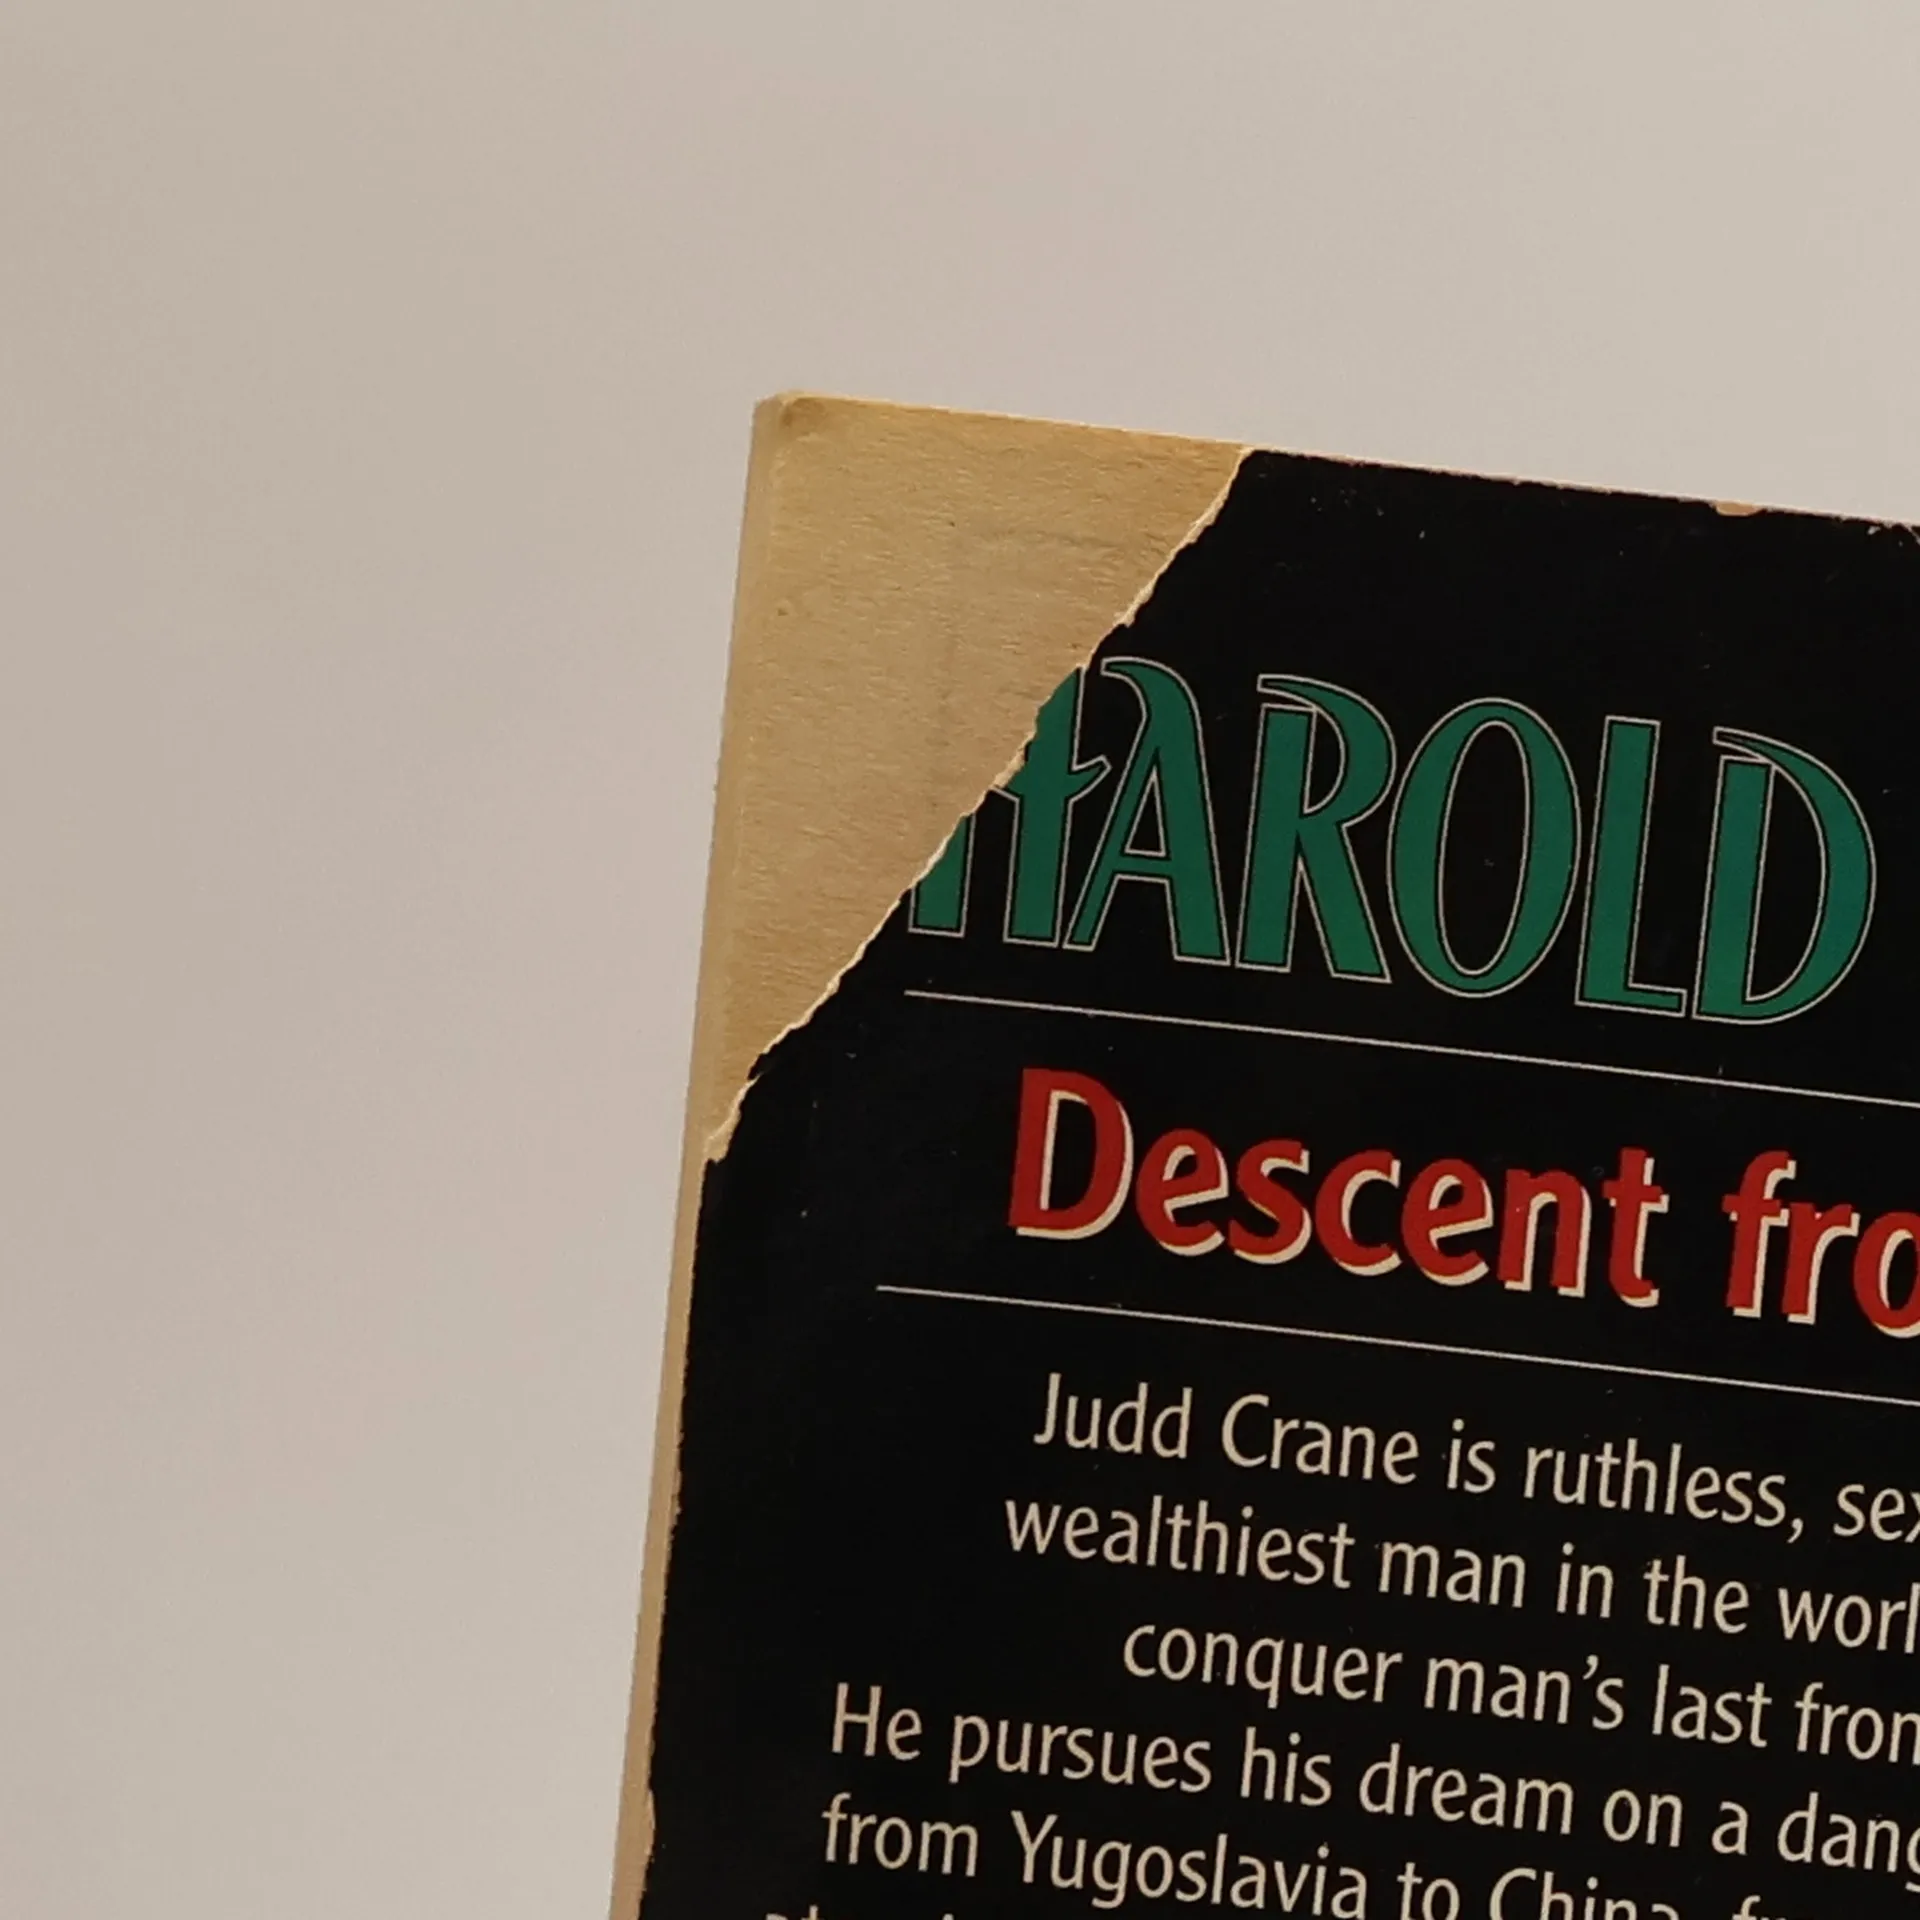 HAROLD
Descent fro
Judd Crane is ruthless, sex
wealthiest man in the worl
conquer man's last fron
He pursues his dream on a dang
from Yugoslavia to China,